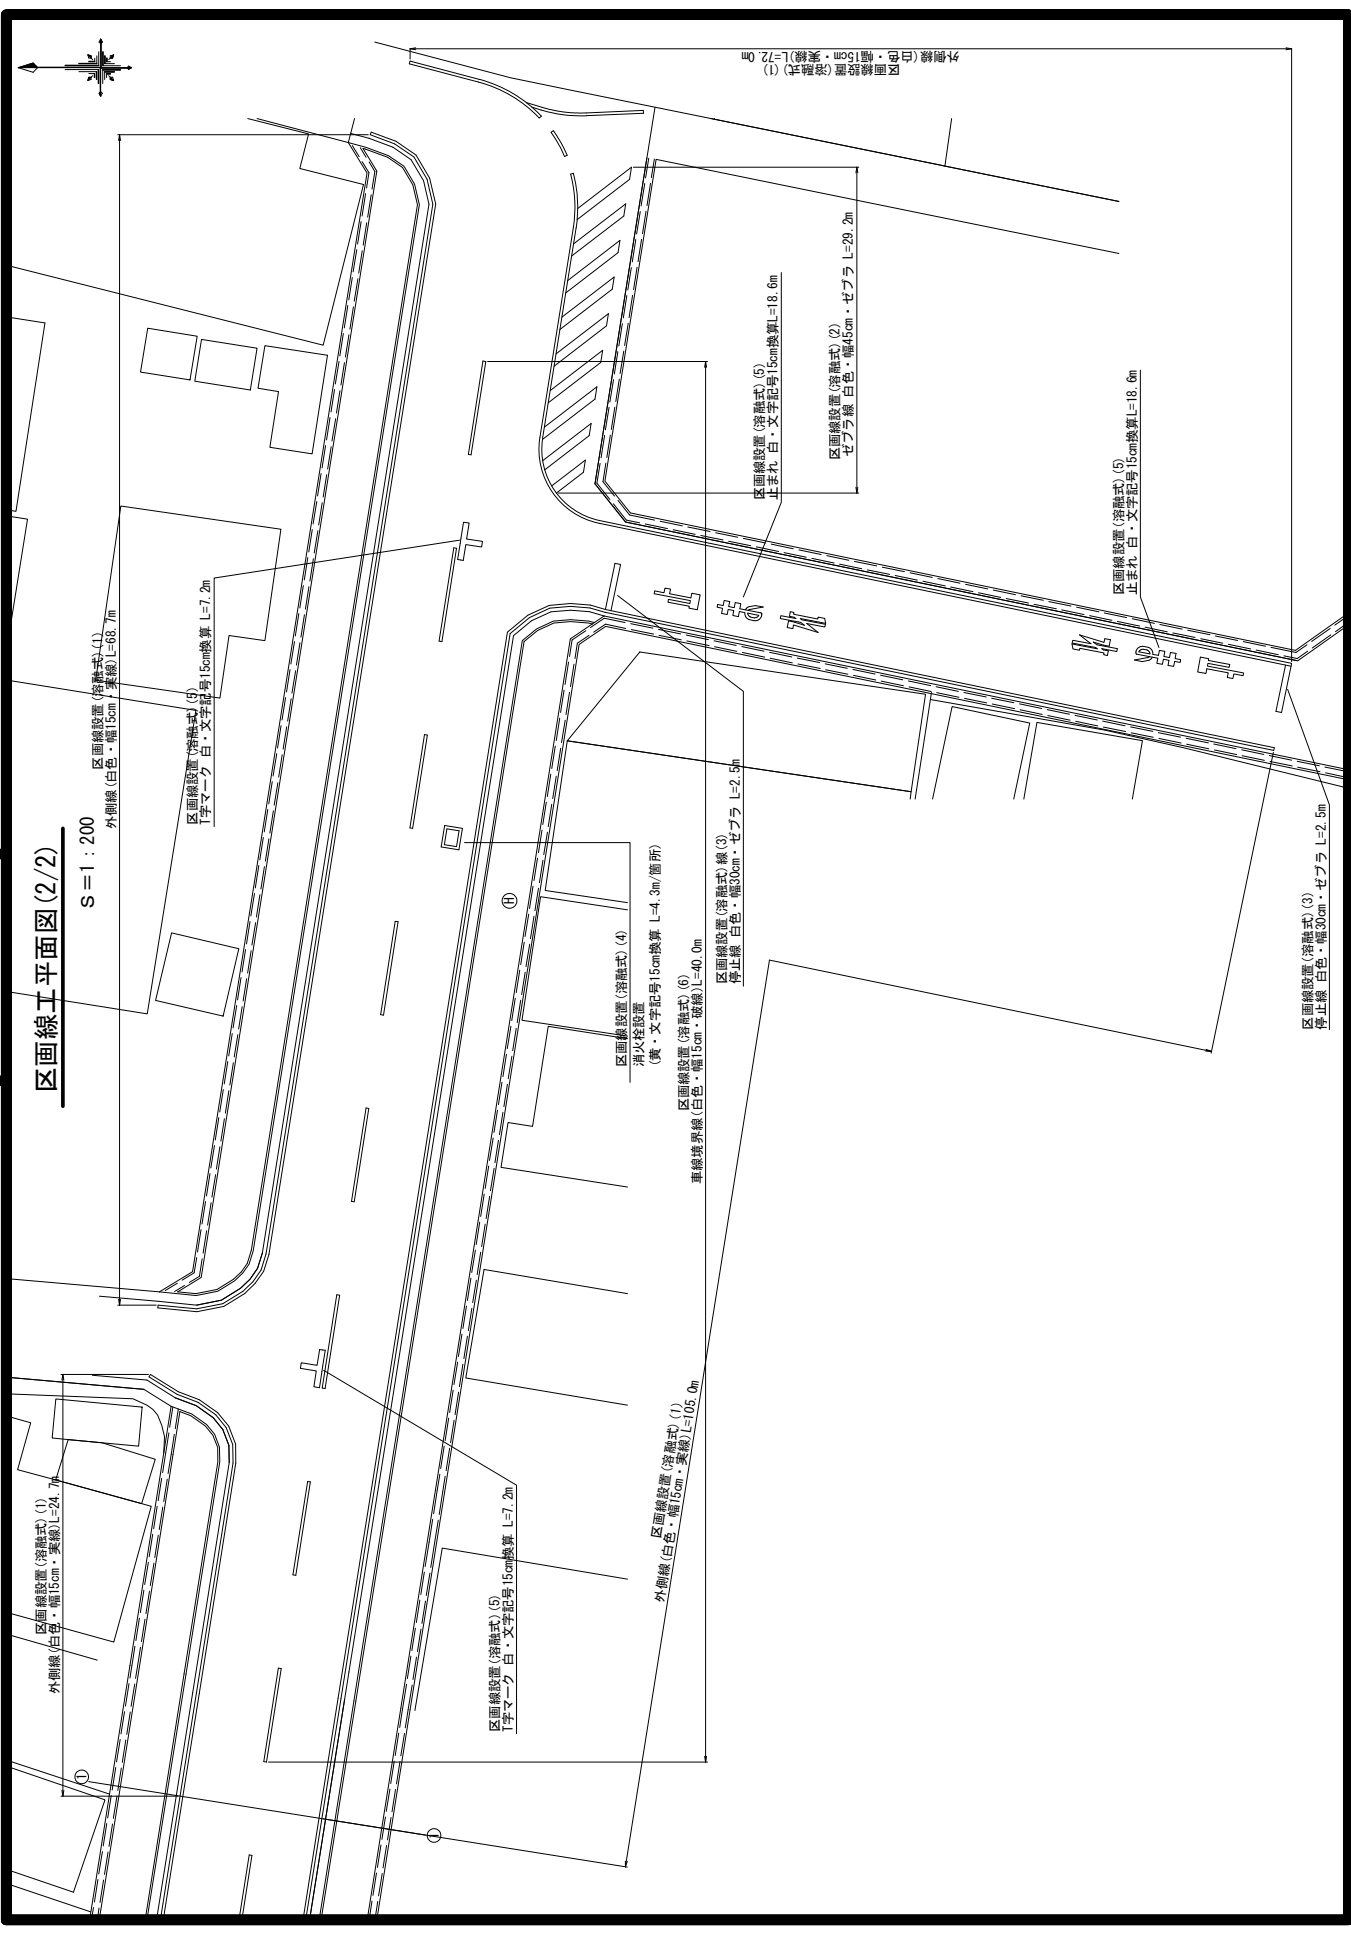 区画線工平面図(2/2)
S＝1：200
区画線設置(溶融式)(1)
外側線(白色・幅15cm・実線)L=24.7m
区画線設置(溶融式)(1)
外側線(白色・幅15cm・実線)L=68.7m
区画線設置(溶融式)(5)
T字マーク 白・文字記号15cm換算 L=7.2m
区画線設置(溶融式)(1)
外側線(白色・幅15cm・実線)L=72.0m
区画線設置(溶融式)(2)
ゼブラ線 白色・幅45cm・ゼブラ L=29.2m
区画線設置(溶融式)(5)
止まれ 白・文字記号15cm換算L=18.6m
区画線設置(溶融式)(5)
止まれ 白・文字記号15cm換算L=18.6m
区画線設置(溶融式)(4)
消火栓設置
(黄・文字記号15cm換算 L=4.3m/箇所)
区画線設置(溶融式)(6)
車線境界線(白色・幅15cm・破線)L=40.0m
区画線設置(溶融式)線(3)
停止線 白色・幅30cm・ゼブラ L=2.5m
区画線設置(溶融式)(3)
停止線 白色・幅30cm・ゼブラ L=2.5m
区画線設置(溶融式)(5)
T字マーク 白・文字記号15cm換算 L=7.2m
区画線設置(溶融式)(1)
外側線(白色・幅15cm・実線)L=105.0m
止まれ
止まれ
H